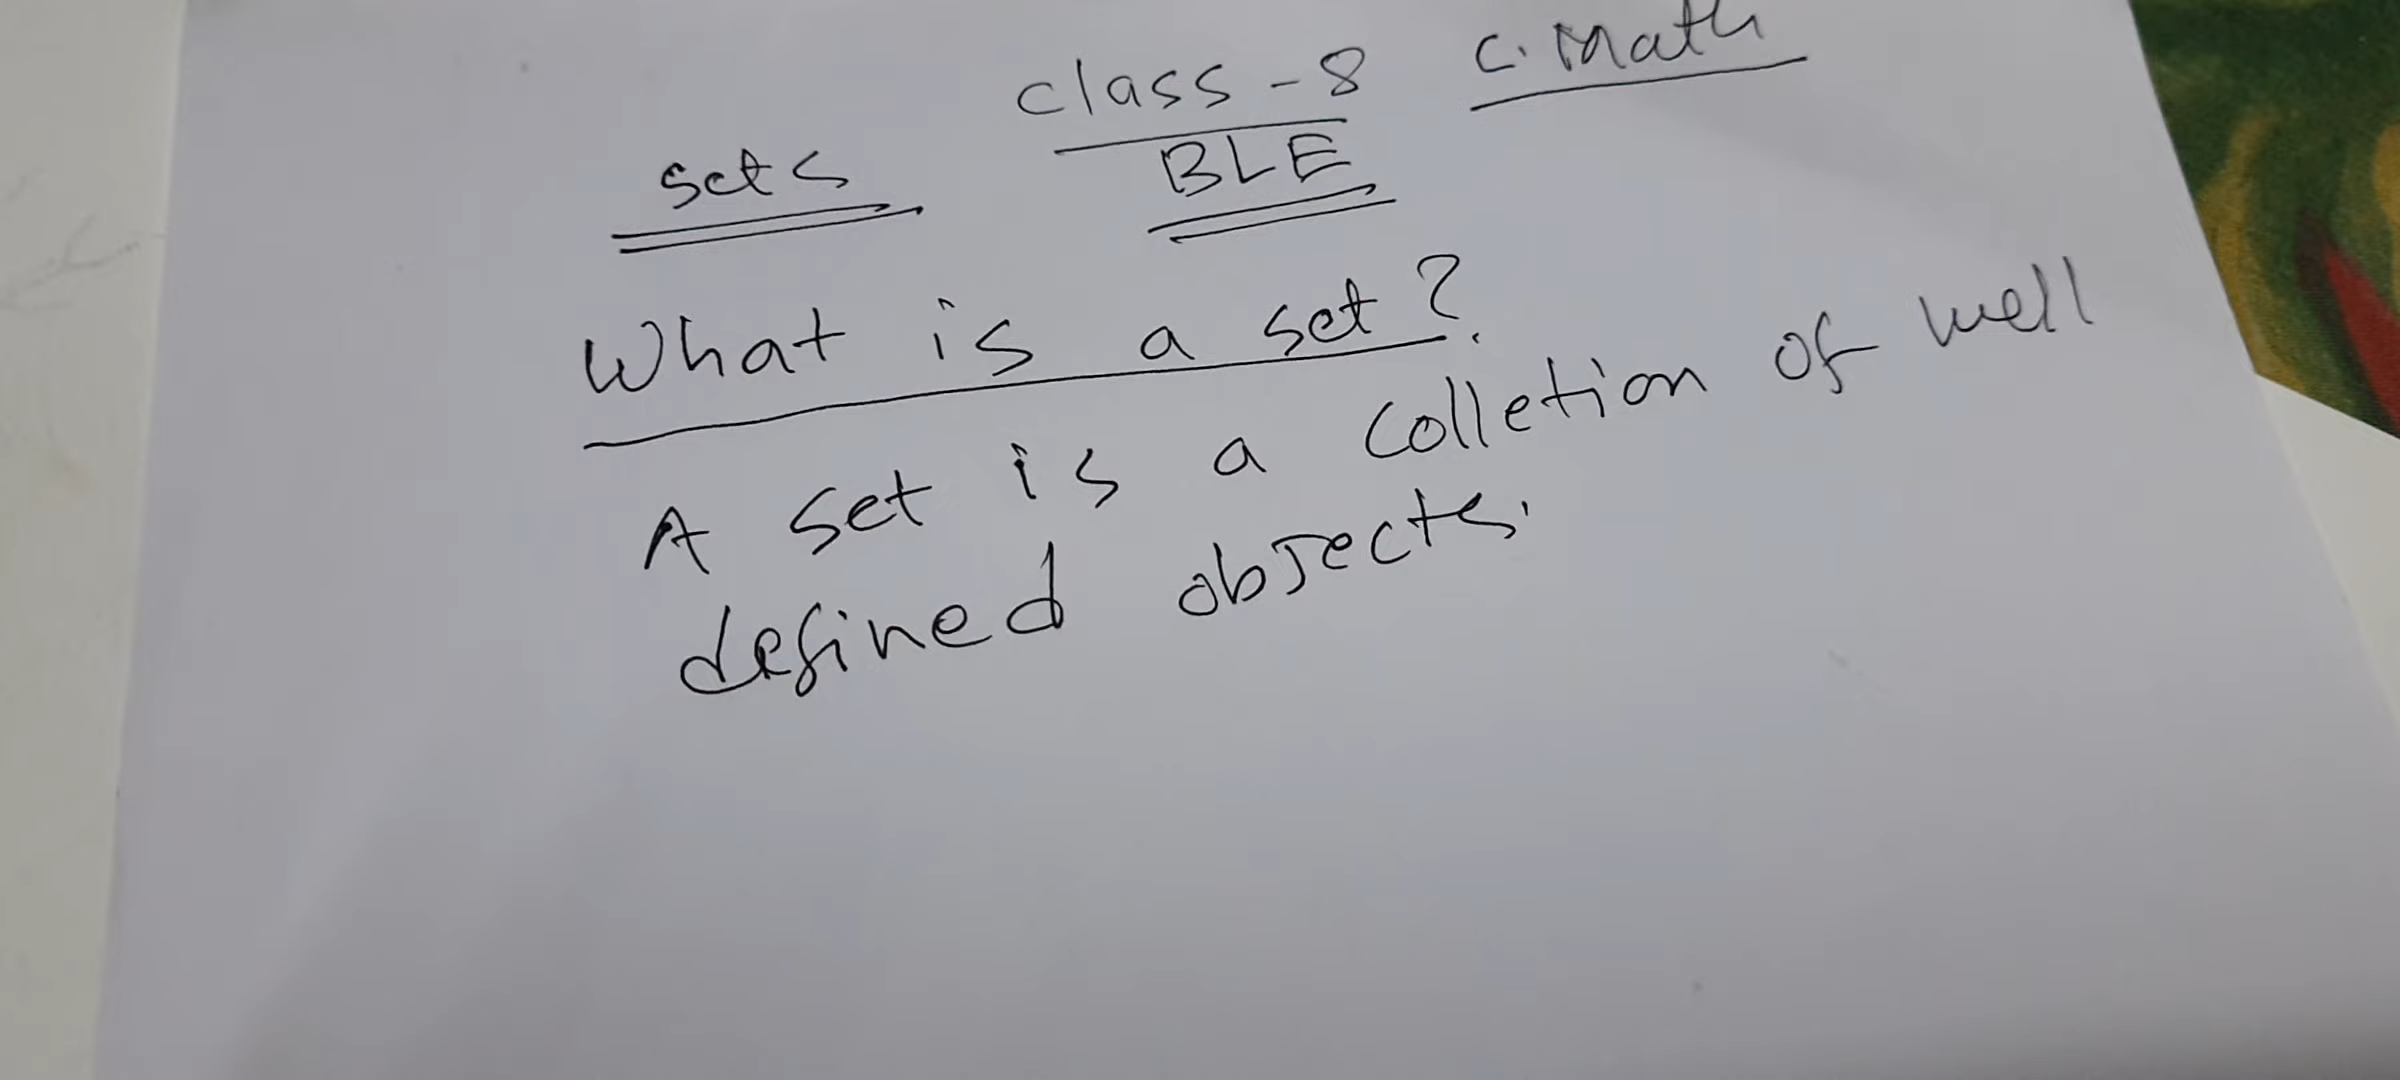 class - 8 C. Math
sets BLE
What is a set?
A set is a colletion of well
defined objects.